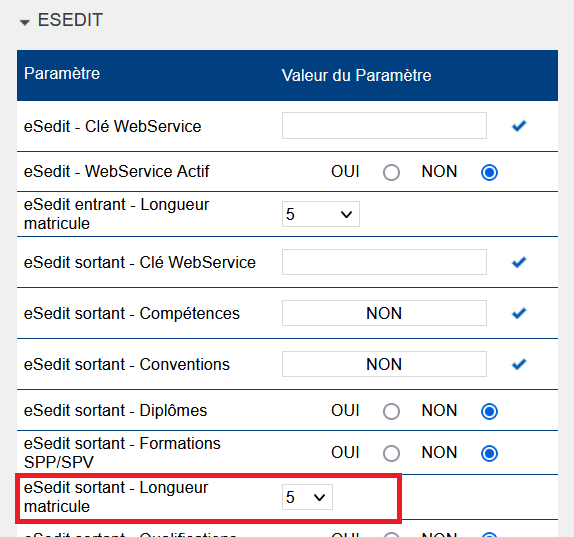 ESEDIT
Paramètre Valeur du Paramètre
eSedit - Clé WebService
eSedit - WebService Actif OUI NON
eSedit entrant - Longueur
matricule
5
eSedit sortant - Clé WebService
eSedit sortant - Compétences NON
eSedit sortant - Conventions NON
eSedit sortant - Diplômes OUI NON
eSedit sortant - Formations
SPP/SPV
OUI NON
eSedit sortant - Longueur
matricule
5
eSedit sortant - Qualifications OUI NON